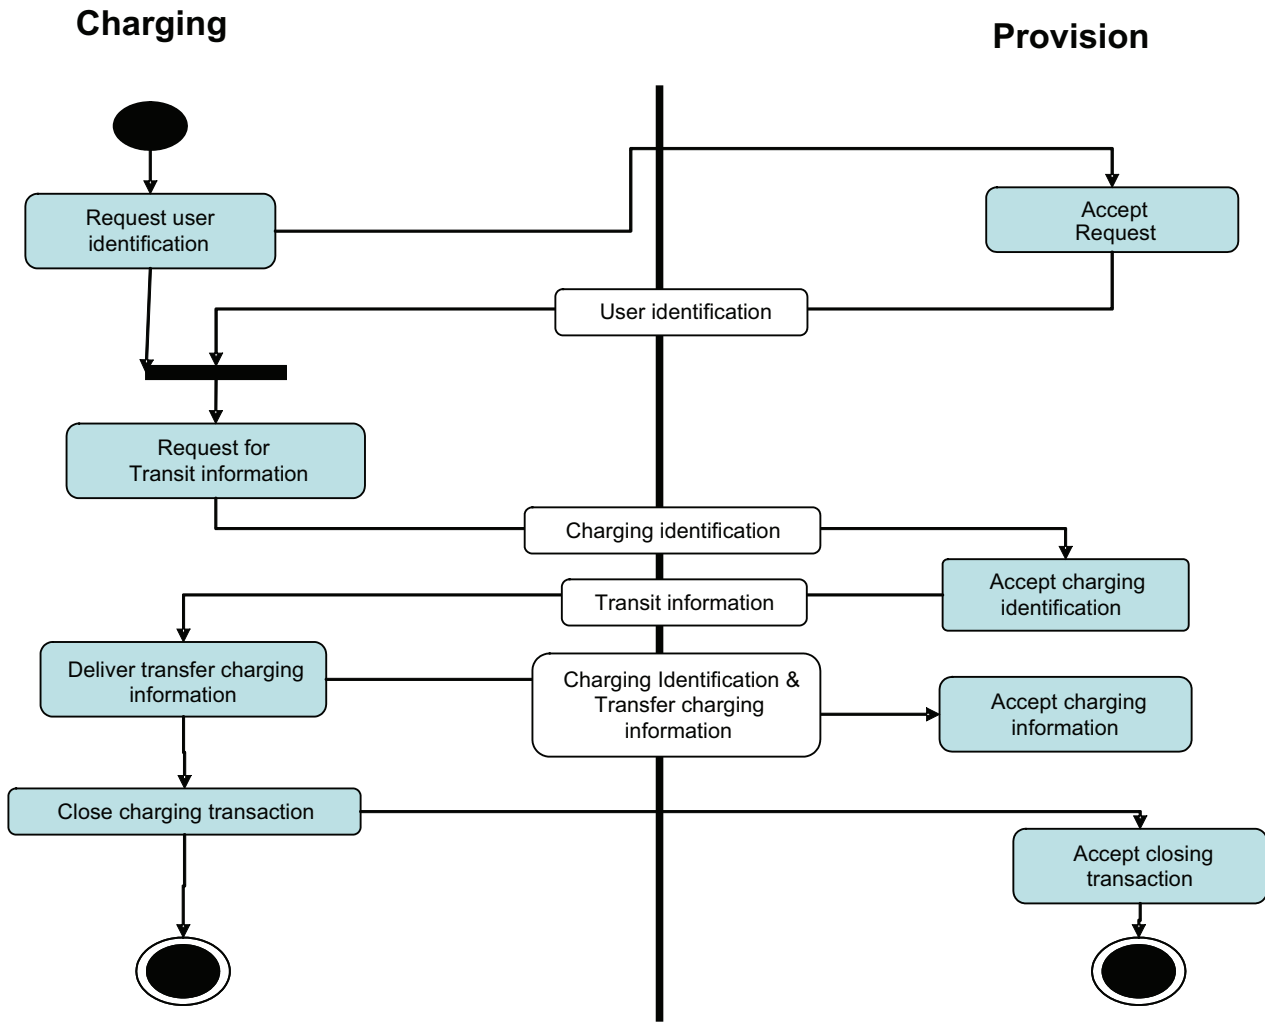 Charging
Provision
Request user
identification
Accept
Request
User identification
Request for
Transit information
Charging identification
Accept charging
identification
Transit information
Deliver transfer charging
information
Charging Identification &
Transfer charging
information
Accept charging
information
Close charging transaction
Accept closing
transaction